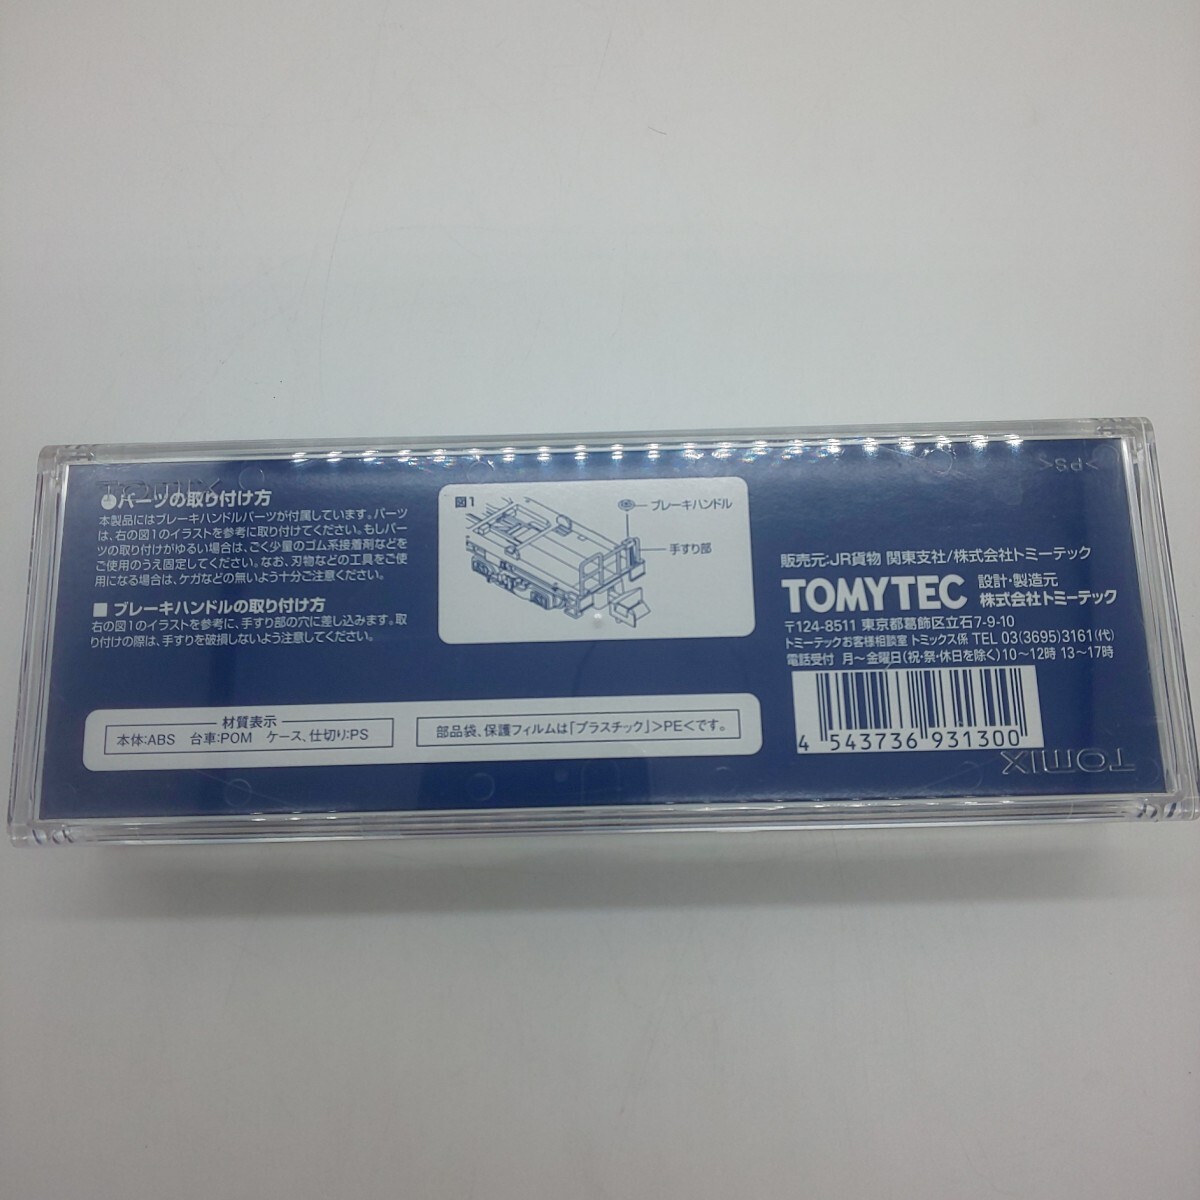 ●パーツの取り付け方
本製品にはブレーキハンドルパーツが付属しています。パーツ
は、右の図1のイラストを参考に取り付けてください。もしパー
ツの取り付けがゆるい場合は、ごく少量のゴム系接着剤などを
ご使用のうえ固定してください。なお、刃物などの工具をご使
用になる場合は、ケガなどの無いよう十分ご注意ください。
■ ブレーキハンドルの取り付け方
右の図1のイラストを参考に、手すり部の穴に差し込みます。取
り付けの際は、手すりを破損しないよう注意してください。
図1
ブレーキハンドル
手すり部
材質表示
本体:ABS 台車:POM ケース、仕切り:PS
部品袋、保護フィルムは「プラスチック」>PE<です。
>PS<
販売元:JR貨物 関東支社/株式会社トミーテック
TOMYTEC 設計・製造元
株式会社トミーテック
〒124-8511 東京都葛飾区立石7-9-10
トミーテックお客様相談室 トミックス係 TEL 03(3695)3161(代)
電話受付 月〜金曜日(祝・祭・休日を除く)10〜12時 13〜17時
4 543736 931300
TOMIX
TOMIX